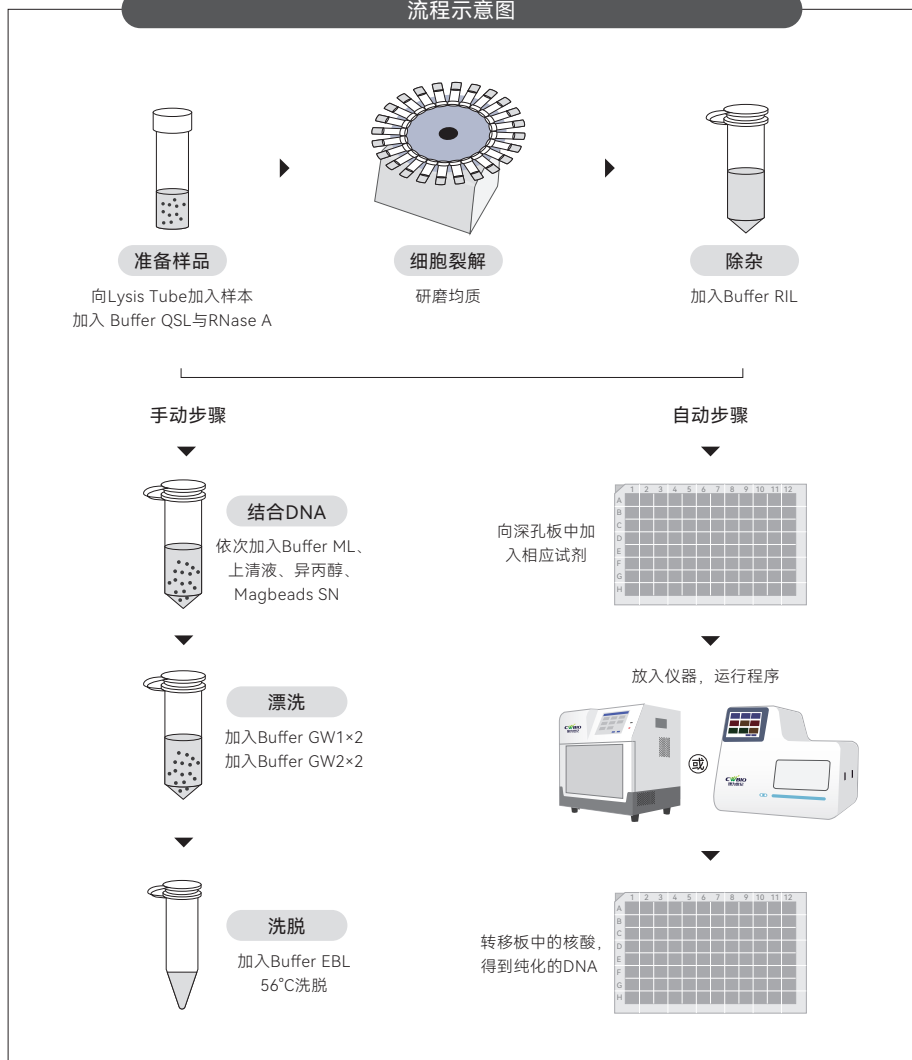 流程示意图
准备样品
向Lysis Tube加入样本
加入 Buffer QSL与RNase A
细胞裂解
研磨均质
除杂
加入Buffer RIL
手动步骤
结合DNA
依次加入Buffer ML、
上清液、异丙醇、
Magbeads SN
漂洗
加入Buffer GW1×2
加入Buffer GW2×2
洗脱
加入Buffer EBL
56°C洗脱
自动步骤
向深孔板中加
入相应试剂
1 2 3 4 5 6 7 8 9 10 11 12
A
B
C
D
E
F
G
H
放入仪器，运行程序
CWBIO
或
CWBIO
转移板中的核酸，
得到纯化的DNA
1 2 3 4 5 6 7 8 9 10 11 12
A
B
C
D
E
F
G
H